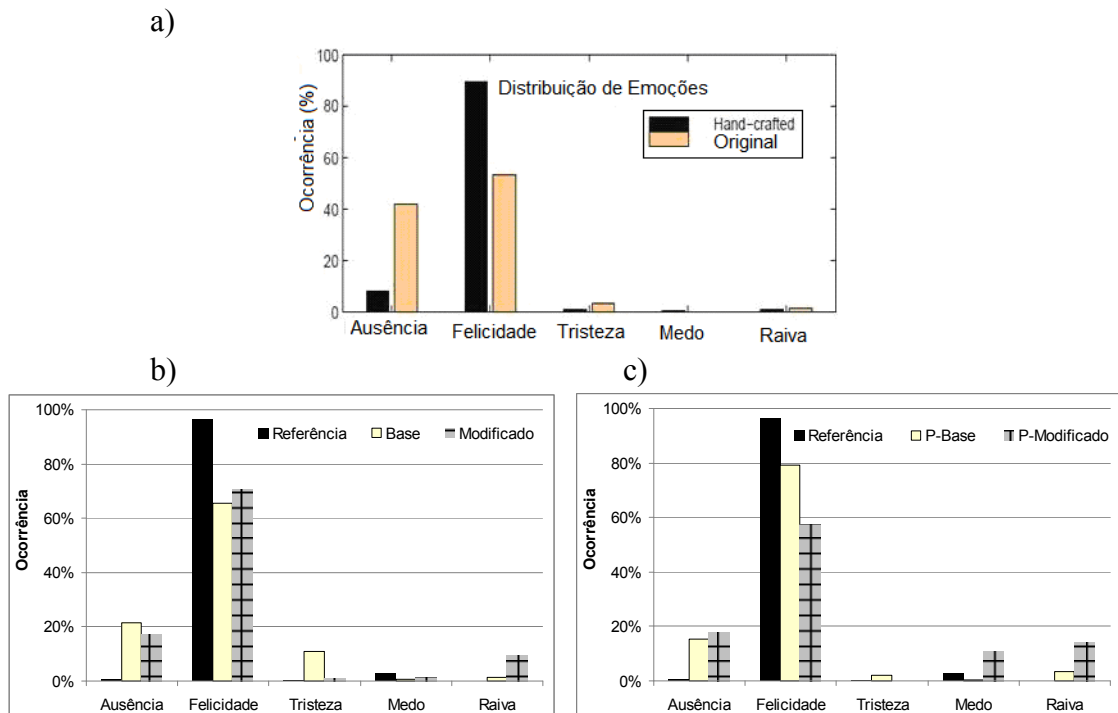 a)
Distribuição de Emoções
Hand-crafted
Original
Ocorrência (%)
100
80
60
40
20
0
Ausência Felicidade Tristeza Medo Raiva
b)
Referência Base Modificado
Ocorrência
100%
80%
60%
40%
20%
0%
Ausência Felicidade Tristeza Medo Raiva
c)
Referência P-Base P-Modificado
Ocorrência
100%
80%
60%
40%
20%
0%
Ausência Felicidade Tristeza Medo Raiva